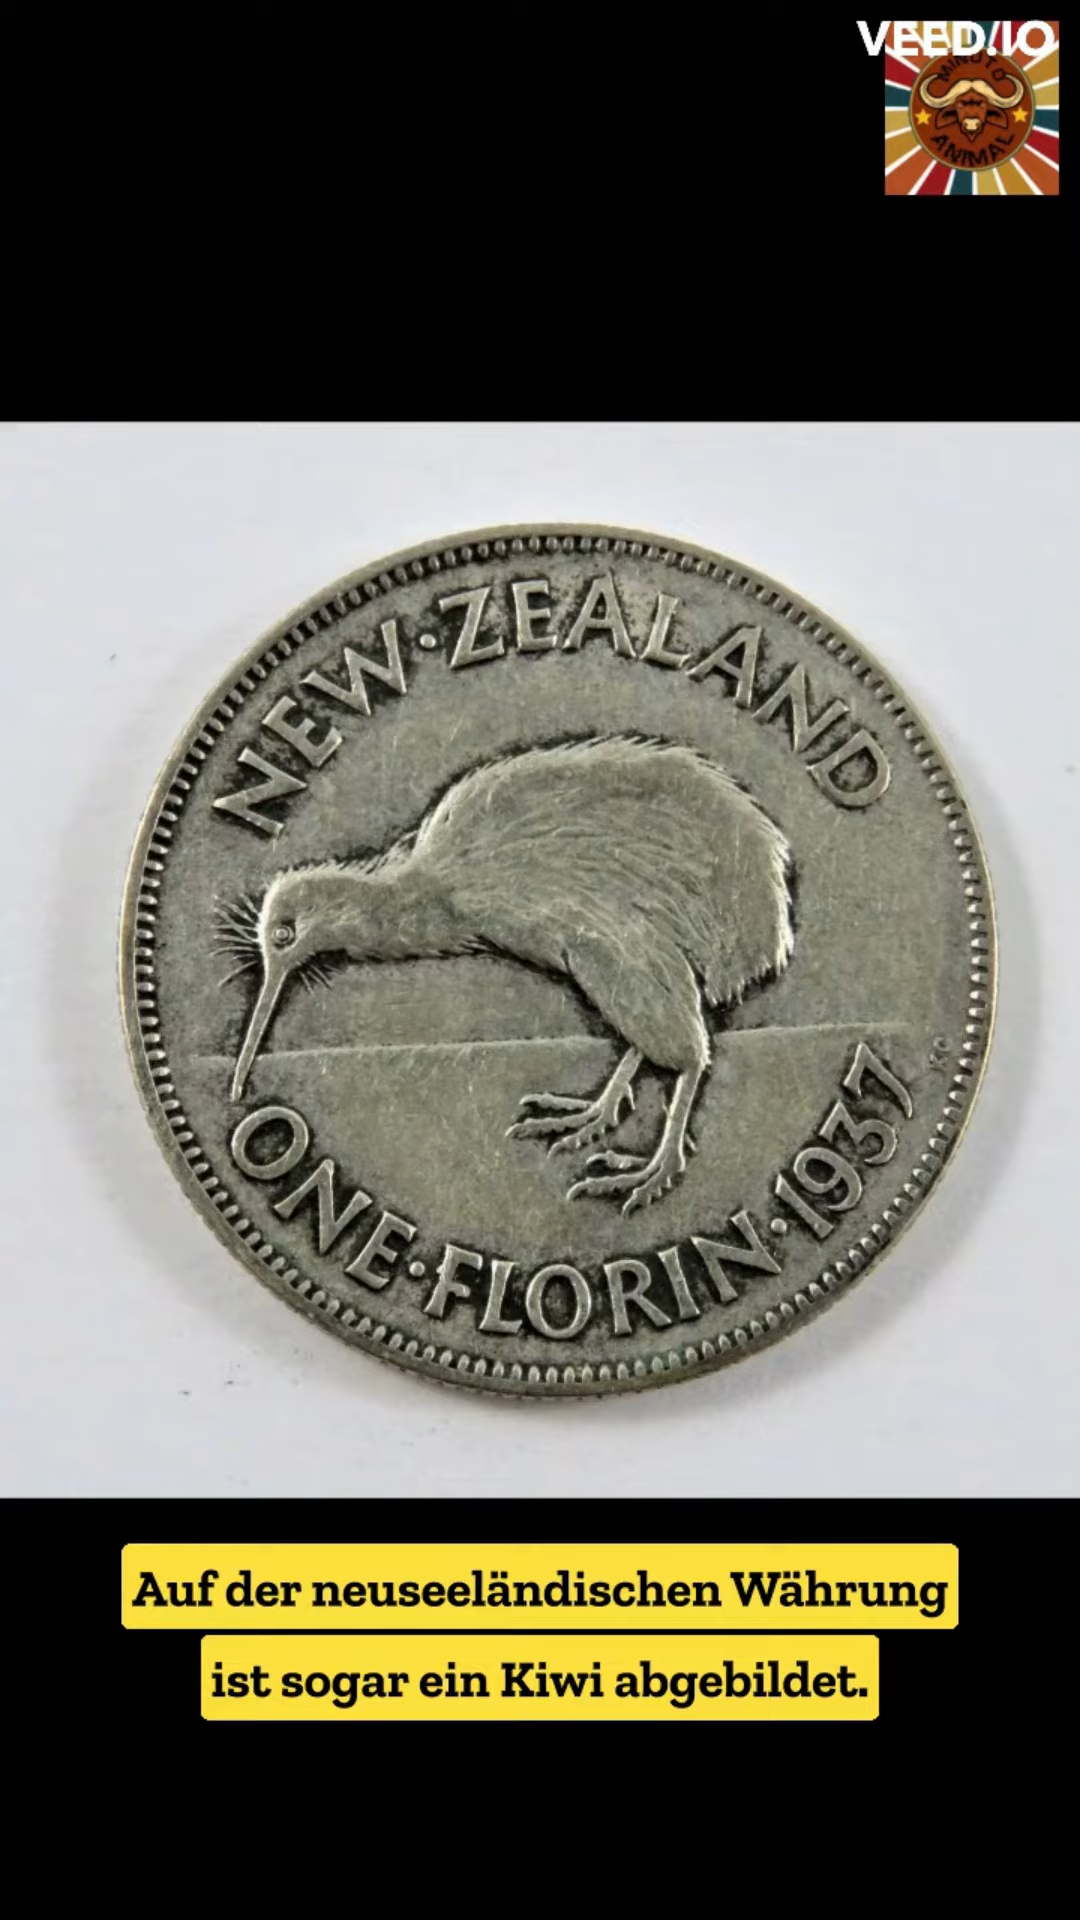 VEED.IO
MINUTO
ANIMAL
NEW·ZEALAND
KG
ONE·FLORIN·1937
Auf der neuseeländischen Währung
ist sogar ein Kiwi abgebildet.